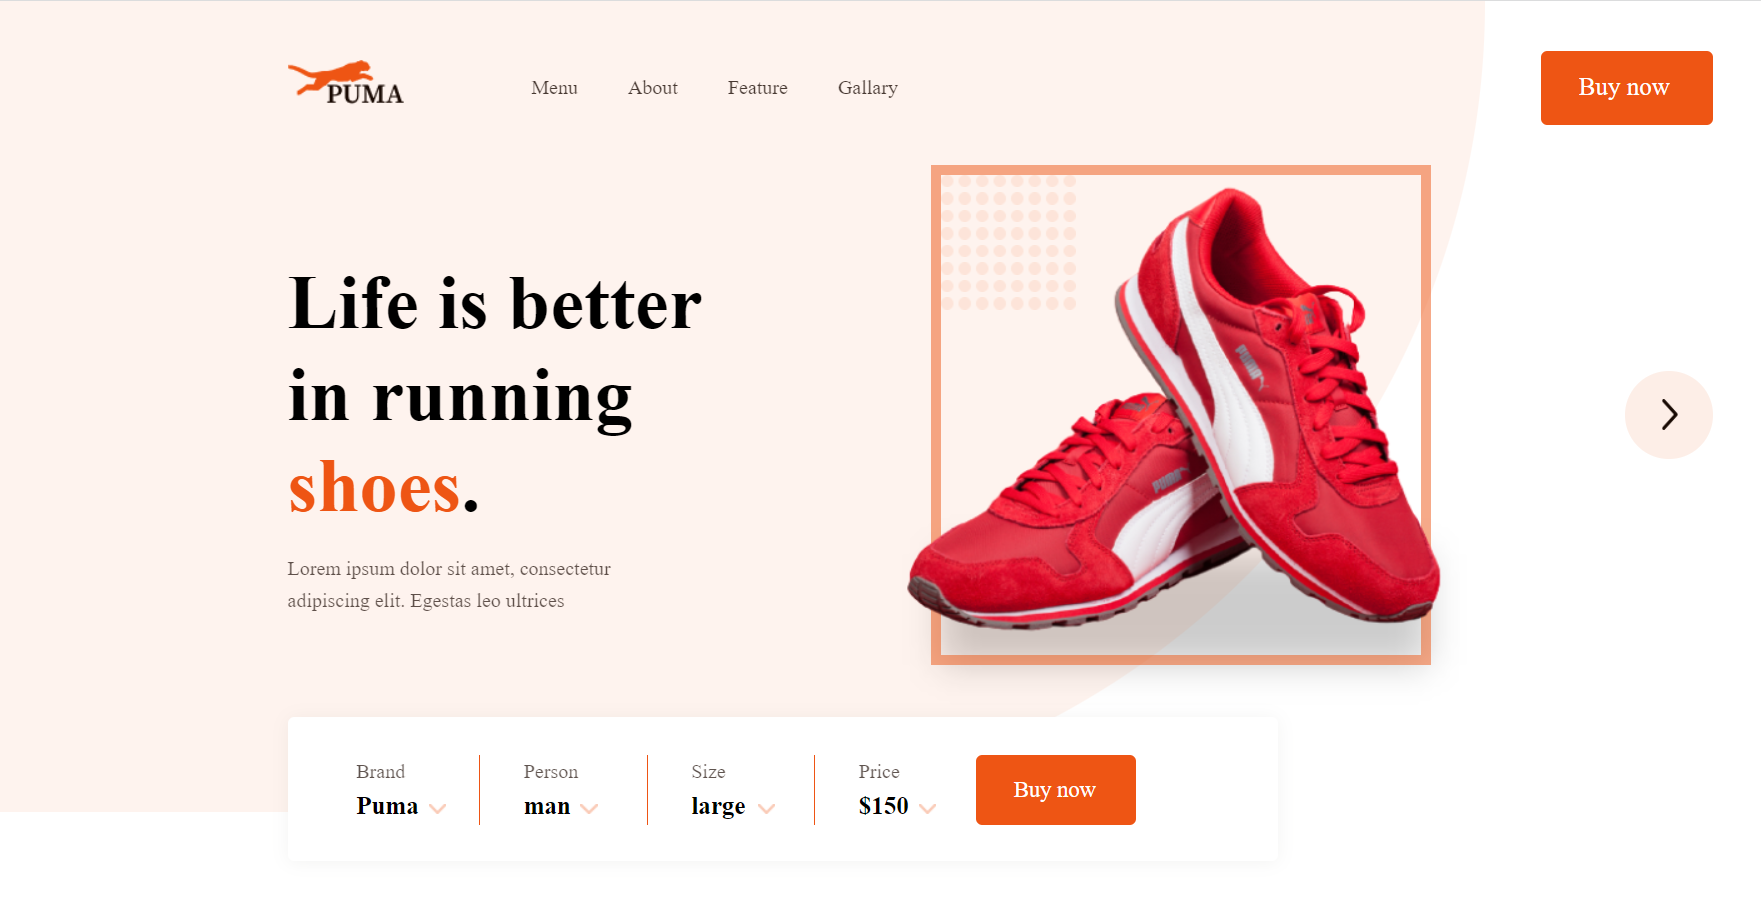 PUMA
Menu
About
Feature
Gallary
Buy now
Life is better
in running
shoes.
Lorem ipsum dolor sit amet, consectetur
adipiscing elit. Egestas leo ultrices
PUMA
PUMA
Brand
Puma
Person
man
Size
large
Price
$150
Buy now